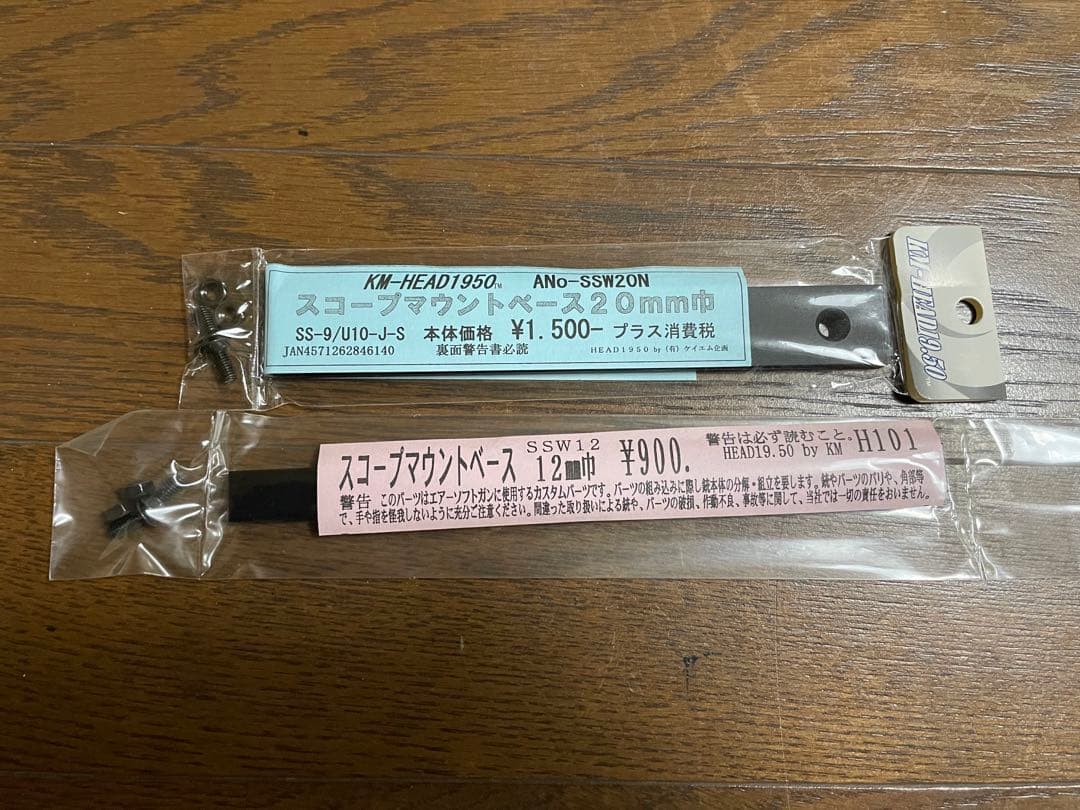 KM-HEAD1950™ ANo-SSW20N
スコープマウントベース20mm巾
SS-9/U10-J-S 本体価格 ¥1.500− プラス消費税
JAN4571262846140 裏面警告書必読 HEAD1950 by (有) ケイエム企画
KM-HEAD19.50
スコープマウントベース SSW12 12mm巾 ¥900. 警告は必ず読むこと。 HEAD19.50 by KM H101
警告 このパーツはエアーソフトガンに使用するカスタムパーツです。パーツの組み込みに際し銃本体の分解・組立を要します。銃やパーツのバリや、角部等
で、手や指を怪我しないように充分ご注意ください。間違った取り扱いによる銃や、パーツの破損、作動不良、事故等に関して、当社では一切の責任をおいません。